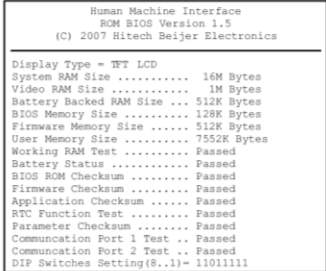 Human Machine Interface
ROM BIOS Version 1.5
(C) 2007 Hitech Beijer Electronics
Display Type = TFT LCD
System RAM Size ........... 16M Bytes
Video RAM Size ............ 1M Bytes
Battery Backed RAM Size ... 512K Bytes
BIOS Memory Size .......... 128K Bytes
Firmware Memory Size ...... 512K Bytes
User Memory Size .......... 7552K Bytes
Working RAM Test .......... Passed
Battery Status ............ Passed
BIOS ROM Checksum ......... Passed
Firmware Checksum ......... Passed
Application Checksum ...... Passed
RTC Function Test ......... Passed
Parameter Checksum ........ Passed
Communcation Port 1 Test .. Passed
Communcation Port 2 Test .. Passed
DIP Switches Setting(8..1)= 11011111